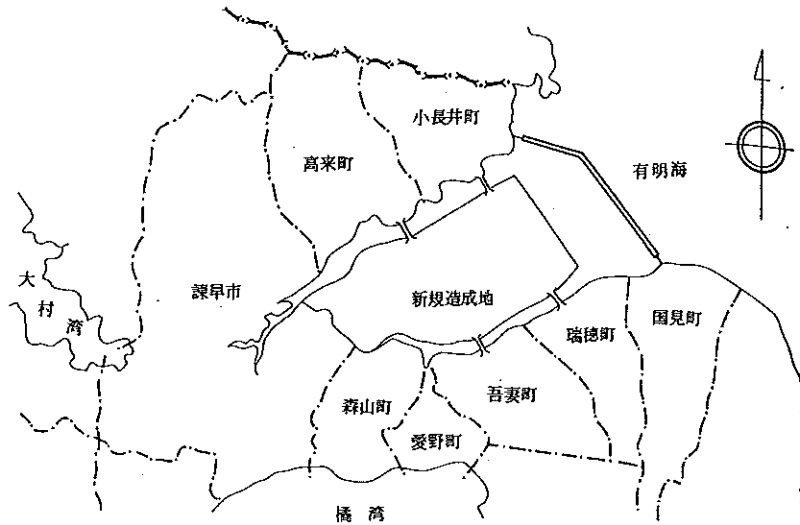 小長井町
高来町
有明海
大村湾
諫早市
新規造成地
瑞穂町
国見町
吾妻町
森山町
愛野町
橘湾